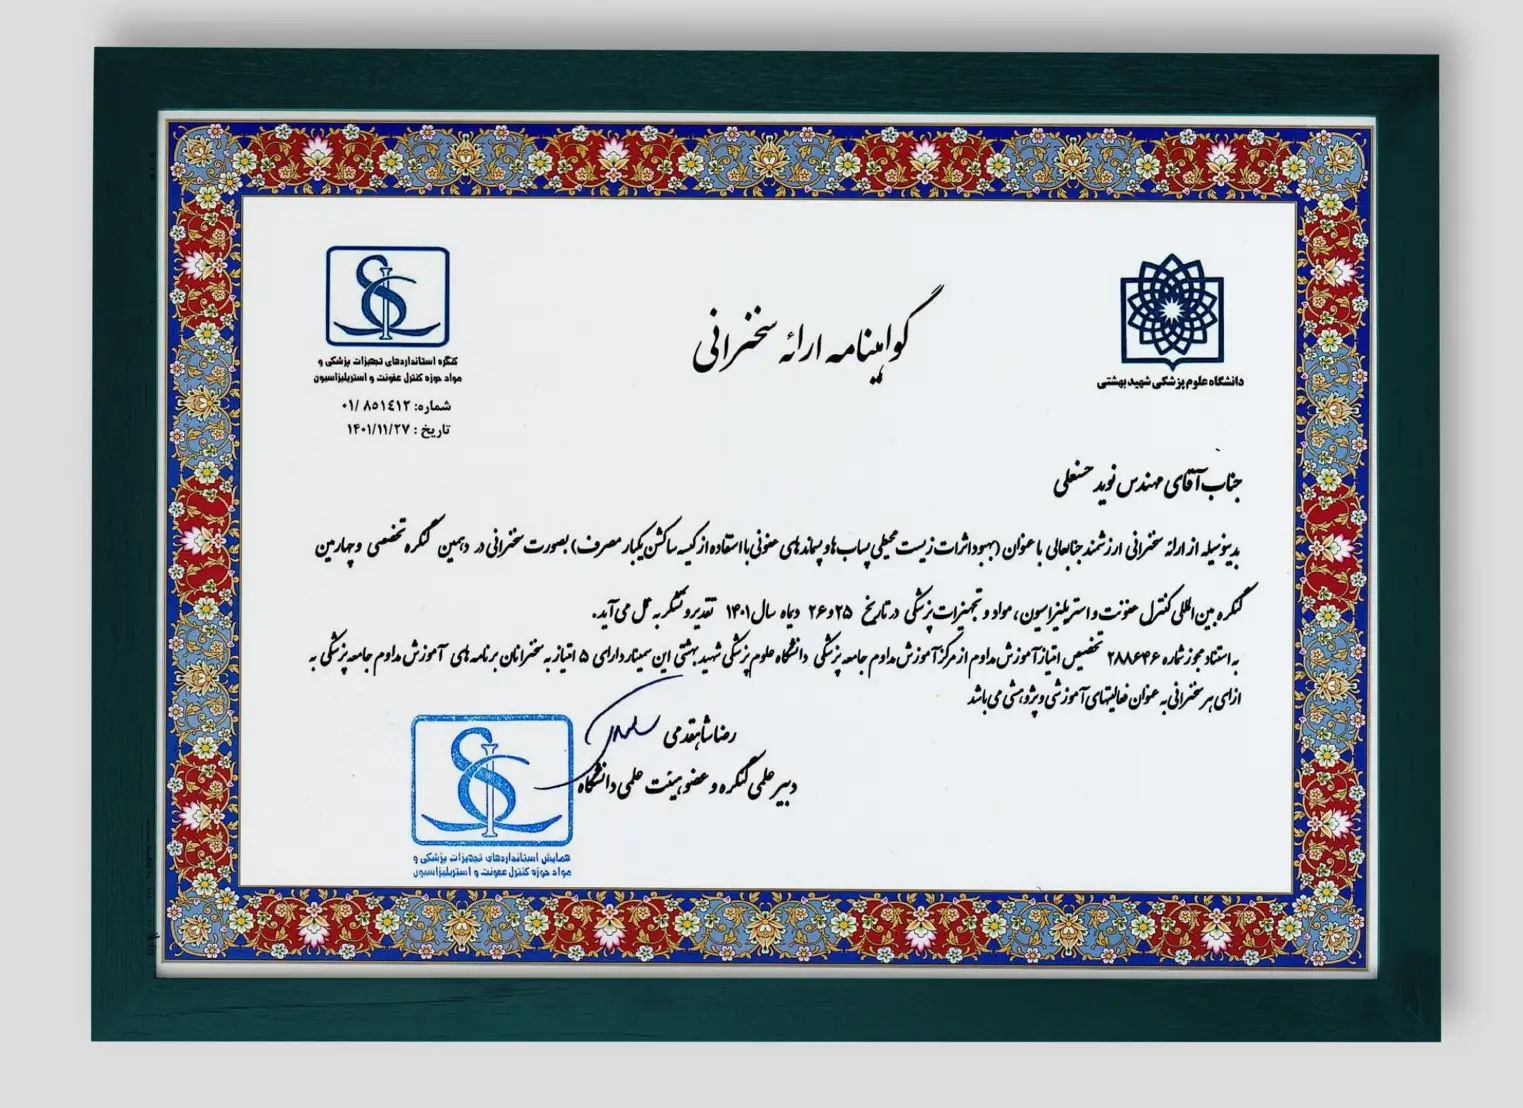 گواهینامه ارائه سخنرانی
دانشگاه علوم پزشکی شهید بهشتی
کنگره استانداردهای تجهیزات پزشکی و
مواد حوزه کنترل عفونت و استریلیزاسیون
شماره: ۰۱/ ۸۵۱٤۱۲
تاریخ : ۱۴۰۱/۱۱/۲۷
جناب آقای مهندس نوید حسنعلی
بدینوسیله از ارائه سخنرانی ارزشمند جنابعالی با عنوان (بهبود اثرات زیست محیطی پساب ها و پسماندهای عفونی با استفاده از کیسه ساکشن یکبار مصرف) بصورت سخنرانی در دهمین کنگره تخصصی و چهارمین
کنگره بین المللی کنترل عفونت و استریلیزاسیون، مواد و تجهیزات پزشکی در تاریخ ۲۵ و ۲۶ دیماه سال ۱۴۰۱ تقدیر و تشکر به عمل می آید.
به استناد مجوز شماره ۲۸۸۶۴۶ تخصیص امتیاز آموزش مداوم از مرکز آموزش مداوم جامعه پزشکی دانشگاه علوم پزشکی شهید بهشتی این سمینار دارای ۵ امتیاز به سخنرانان برنامه های آموزش مداوم جامعه پزشکی به
ازای هر سخنرانی به عنوان فعالیتهای آموزشی و پژوهشی می باشد
رضا شاهقدمی
دبیر علمی کنگره و عضو هیئت علمی دانشگاه
همایش استانداردهای تجهیزات پزشکی و
مواد حوزه کنترل عفونت و استریلیزاسیون